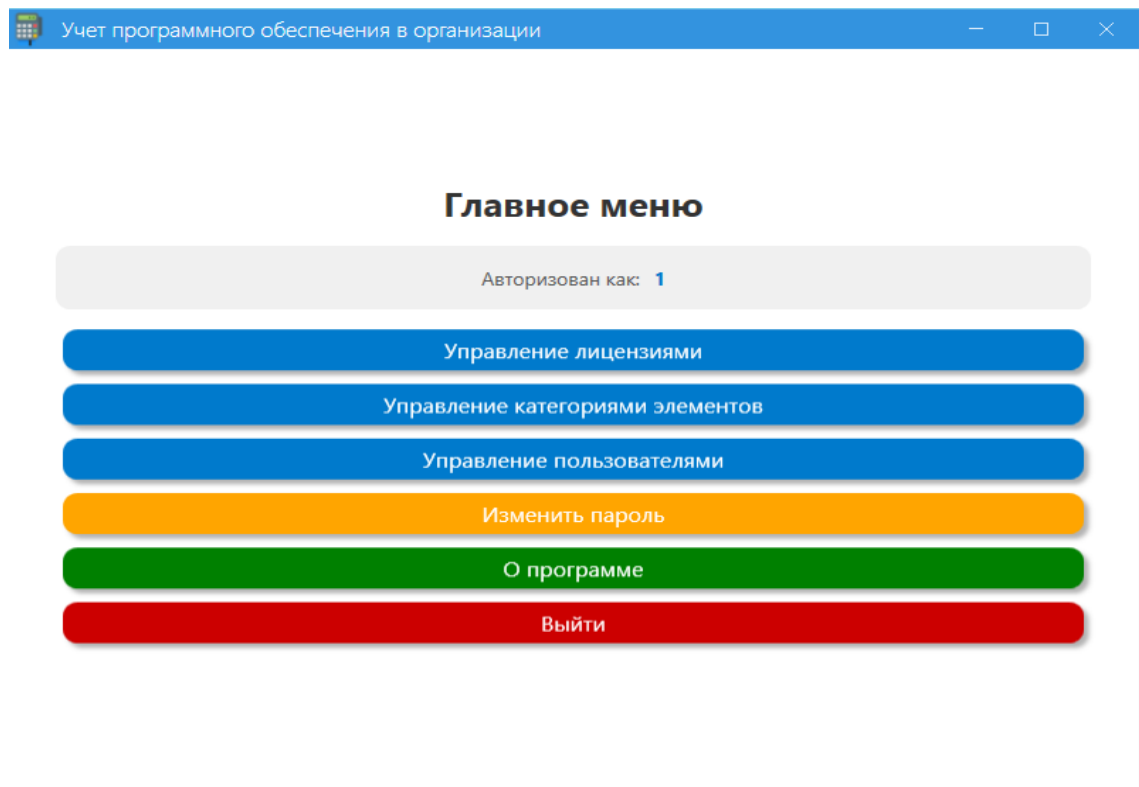 Учет программного обеспечения в организации
Главное меню
Авторизован как: 1
Управление лицензиями
Управление категориями элементов
Управление пользователями
Изменить пароль
О программе
Выйти